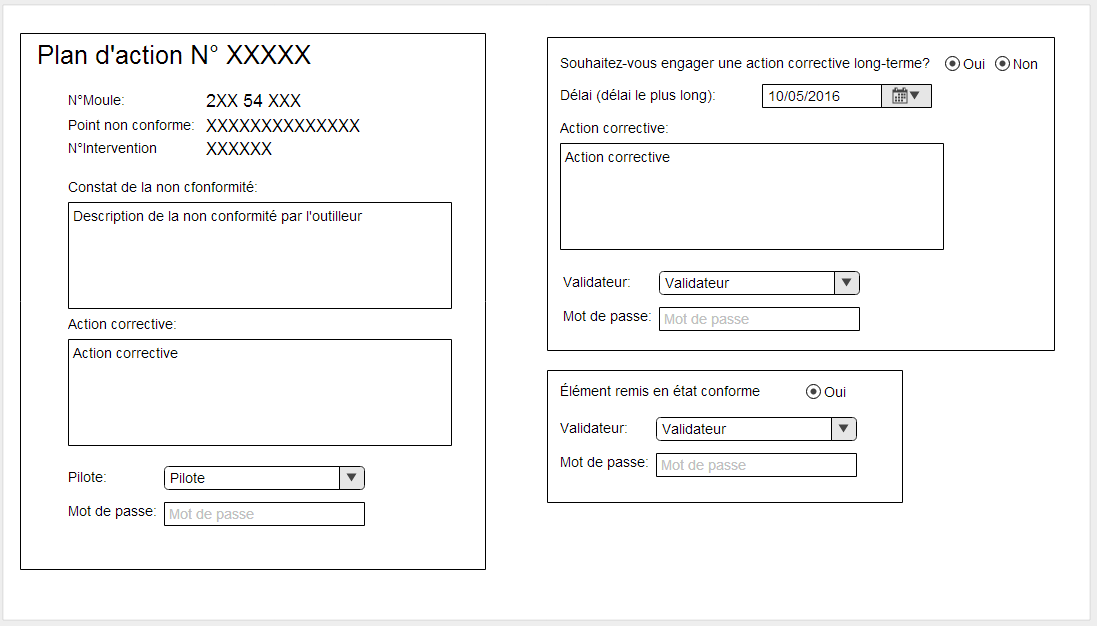 Plan d'action N° XXXXX
N°Moule: 2XX 54 XXX
Point non conforme: XXXXXXXXXXXXXX
N°Intervention XXXXXX
Constat de la non cfonformité:
Description de la non conformité par l'outilleur
Action corrective:
Action corrective
Pilote: Pilote
Mot de passe: Mot de passe
Souhaitez-vous engager une action corrective long-terme? Oui Non
Délai (délai le plus long): 10/05/2016
Action corrective:
Action corrective
Validateur: Validateur
Mot de passe: Mot de passe
Élément remis en état conforme Oui
Validateur: Validateur
Mot de passe: Mot de passe